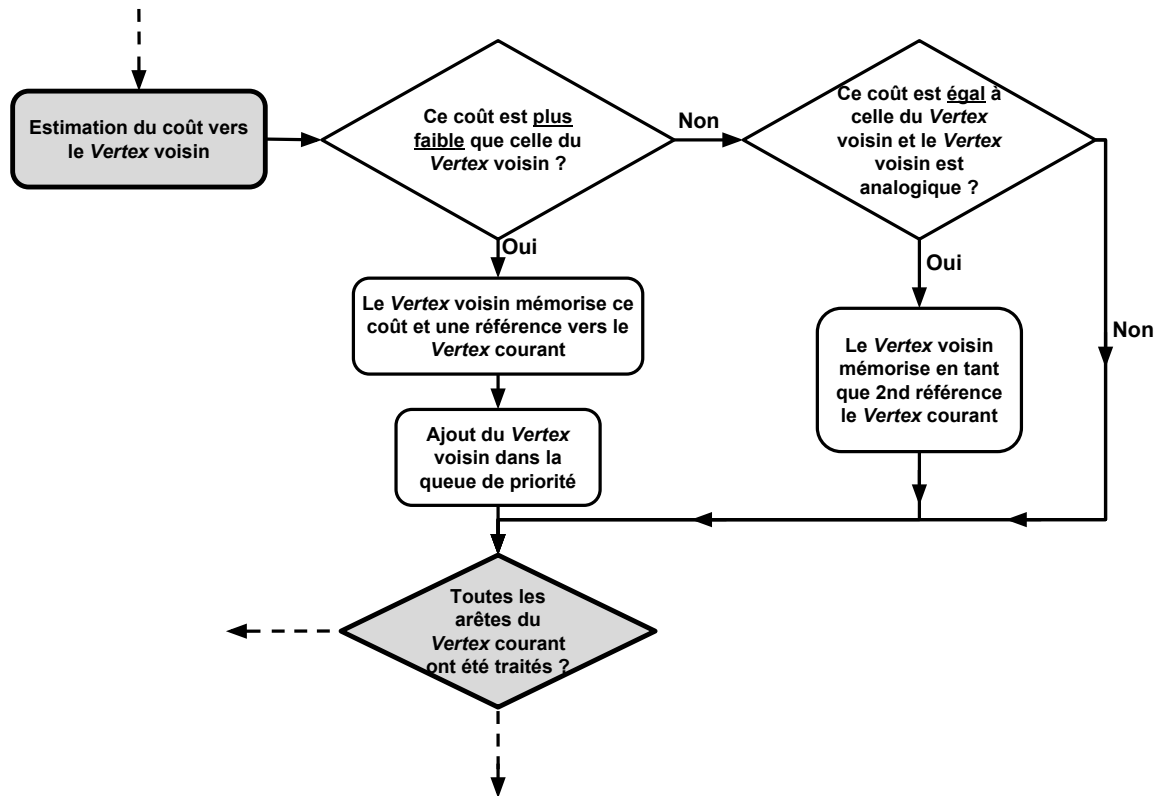 Estimation du coût vers
le Vertex voisin
Ce coût est plus
faible que celle du
Vertex voisin ?
Non
Ce coût est égal à
celle du Vertex
voisin et le Vertex
voisin est
analogique ?
Oui
Oui
Non
Le Vertex voisin mémorise ce
coût et une référence vers le
Vertex courant
Le Vertex voisin
mémorise en tant
que 2nd référence
le Vertex courant
Ajout du Vertex
voisin dans la
queue de priorité
Toutes les
arêtes du
Vertex courant
ont été traités ?